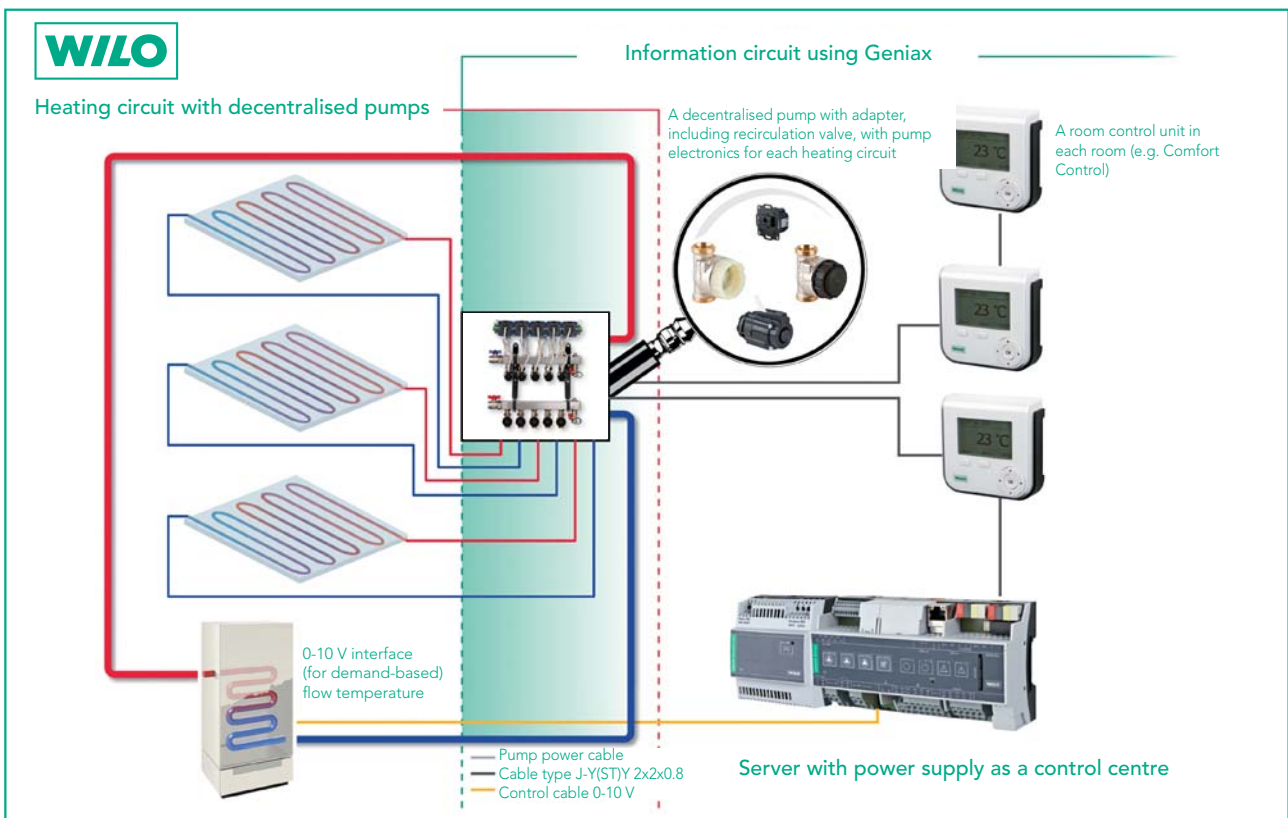 WILO
Information circuit using Geniax
Heating circuit with decentralised pumps
A decentralised pump with adapter,
including recirculation valve, with pump
electronics for each heating circuit
A room control unit in
each room (e.g. Comfort
Control)
23 °C
23 °C
23 °C
0-10 V interface
(for demand-based)
flow temperature
Pump power cable
Cable type J-Y(ST)Y 2x2x0.8
Control cable 0-10 V
Server with power supply as a control centre